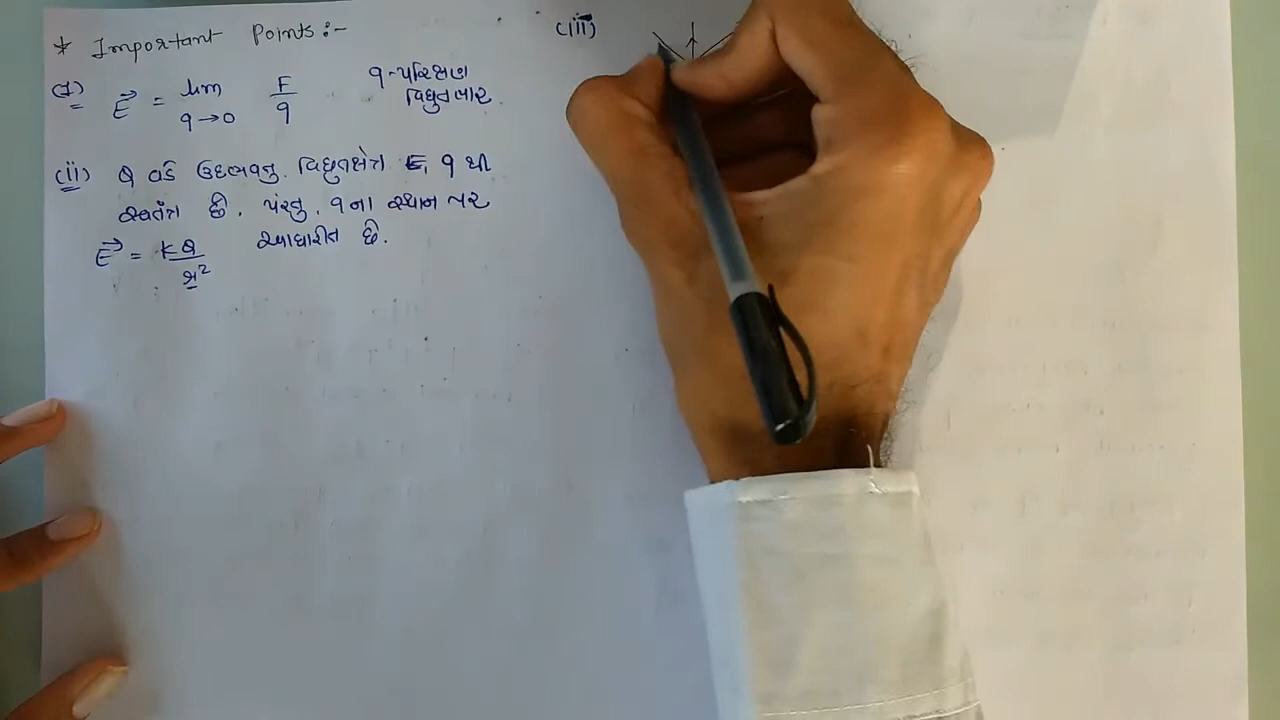 * Important Points :-
(i) E⃗ = lim q→0 F/q
q - પરિક્ષણ
વિદ્યુતભાર
(ii) Q વડે ઉદભવતુ વિદ્યુતક્ષેત્ર E, q થી
સ્વતંત્ર છે. પરંતુ, q ના સ્થાન પર
E⃗ = kQ/r² આધારીત છે.
(iii)